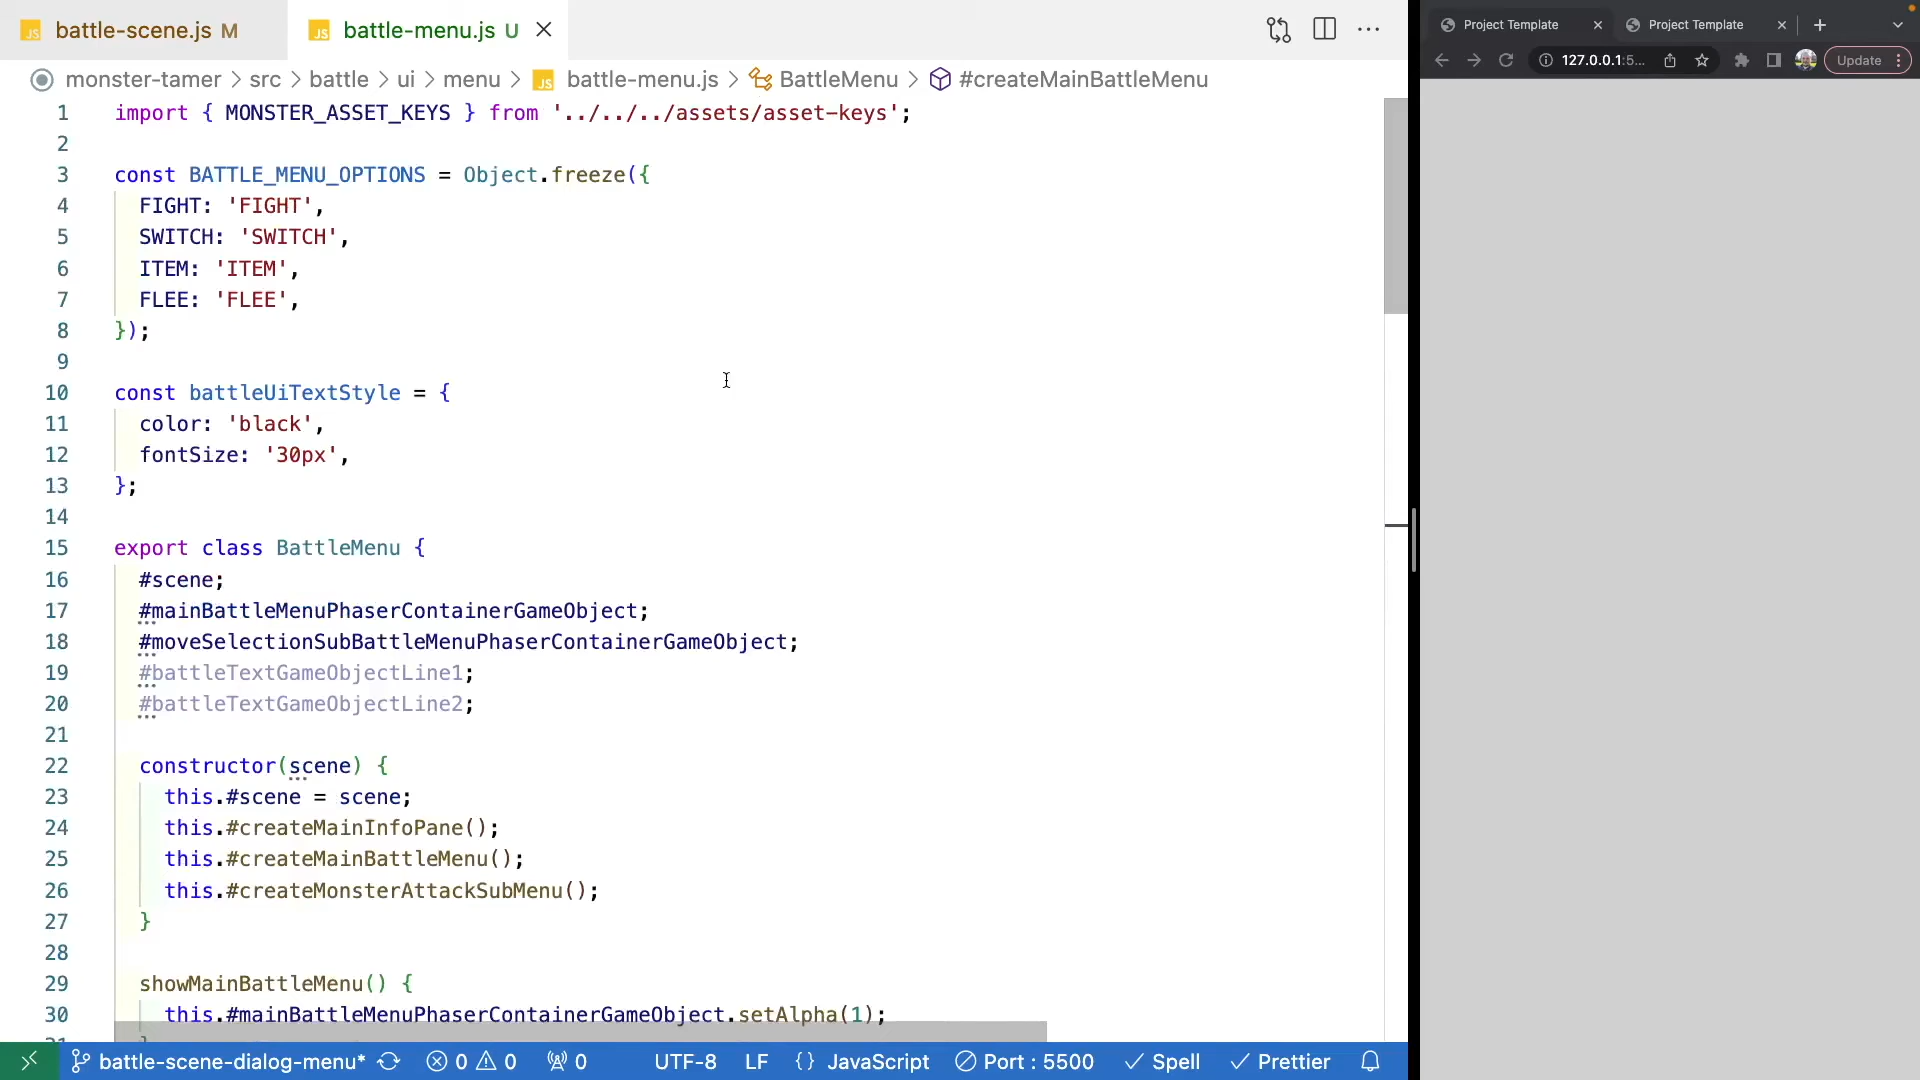 JS battle-scene.js M
JS battle-menu.js U
monster-tamer > src > battle > ui > menu > JS battle-menu.js > BattleMenu > #createMainBattleMenu
1 import { MONSTER_ASSET_KEYS } from '../../../assets/asset-keys';
2
3 const BATTLE_MENU_OPTIONS = Object.freeze({
4 FIGHT: 'FIGHT',
5 SWITCH: 'SWITCH',
6 ITEM: 'ITEM',
7 FLEE: 'FLEE',
8 });
9
10 const battleUiTextStyle = {
11 color: 'black',
12 fontSize: '30px',
13 };
14
15 export class BattleMenu {
16 #scene;
17 #mainBattleMenuPhaserContainerGameObject;
18 #moveSelectionSubBattleMenuPhaserContainerGameObject;
19 #battleTextGameObjectLine1;
20 #battleTextGameObjectLine2;
21
22 constructor(scene) {
23 this.#scene = scene;
24 this.#createMainInfoPane();
25 this.#createMainBattleMenu();
26 this.#createMonsterAttackSubMenu();
27 }
28
29 showMainBattleMenu() {
30 this.#mainBattleMenuPhaserContainerGameObject.setAlpha(1);
battle-scene-dialog-menu* 0 0 0 UTF-8 LF {} JavaScript Port : 5500 Spell Prettier
Project Template
Project Template
127.0.0.1:5...
Update